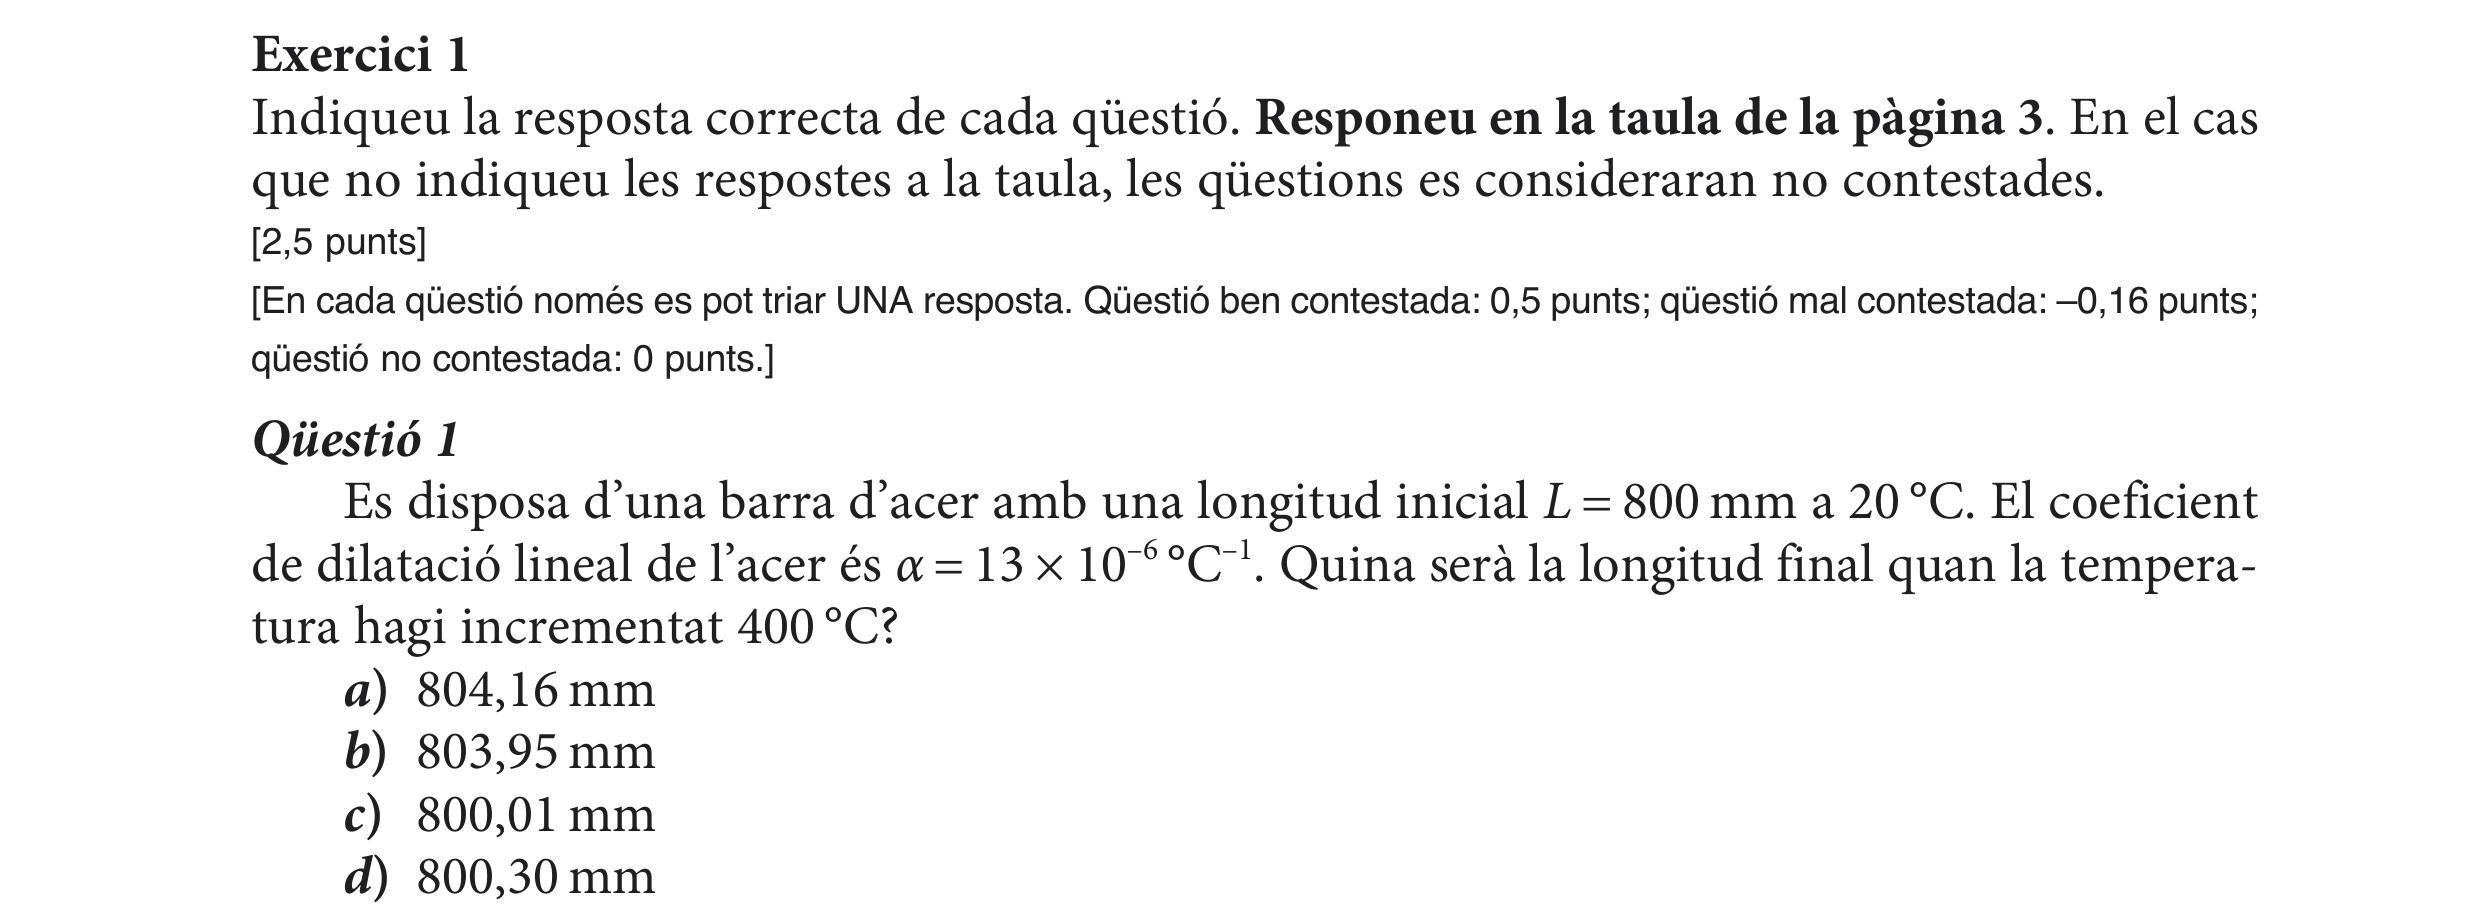 Exercici 1
Indiqueu la resposta correcta de cada qüestió. Responeu en la taula de la pàgina 3. En el cas
que no indiqueu les respostes a la taula, les qüestions es consideraran no contestades.
[2,5 punts]
[En cada qüestió només es pot triar UNA resposta. Qüestió ben contestada: 0,5 punts; qüestió mal contestada: –0,16 punts;
qüestió no contestada: 0 punts.]
Qüestió 1
Es disposa d’una barra d’acer amb una longitud inicial L = 800 mm a 20 °C. El coeficient
de dilatació lineal de l’acer és α = 13 × 10⁻⁶ °C⁻¹. Quina serà la longitud final quan la tempera-
tura hagi incrementat 400 °C?
a) 804,16 mm
b) 803,95 mm
c) 800,01 mm
d) 800,30 mm